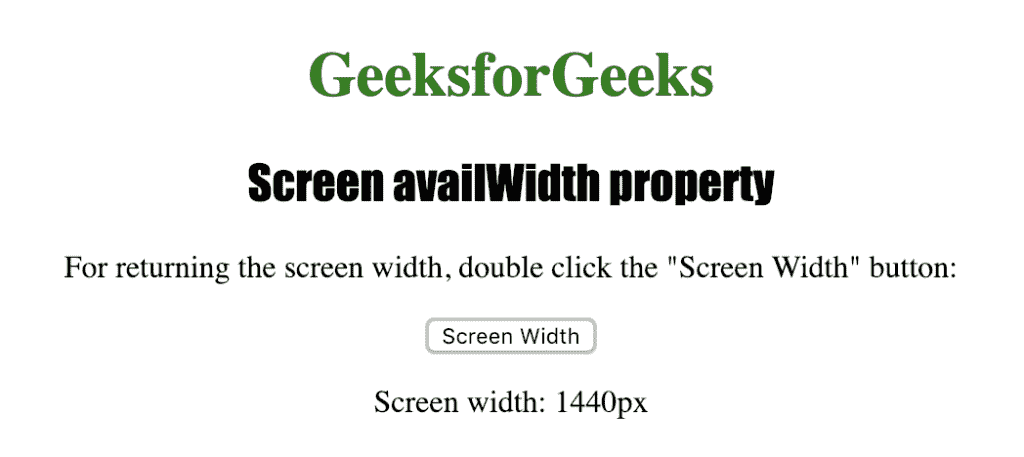 GeeksforGeeks
Screen availWidth property
For returning the screen width, double click the "Screen Width" button:
Screen Width
Screen width: 1440px